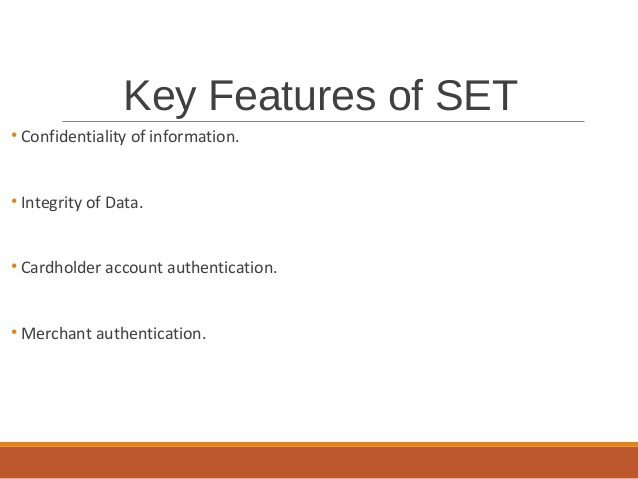 Key Features of SET
• Confidentiality of information.
• Integrity of Data.
• Cardholder account authentication.
• Merchant authentication.